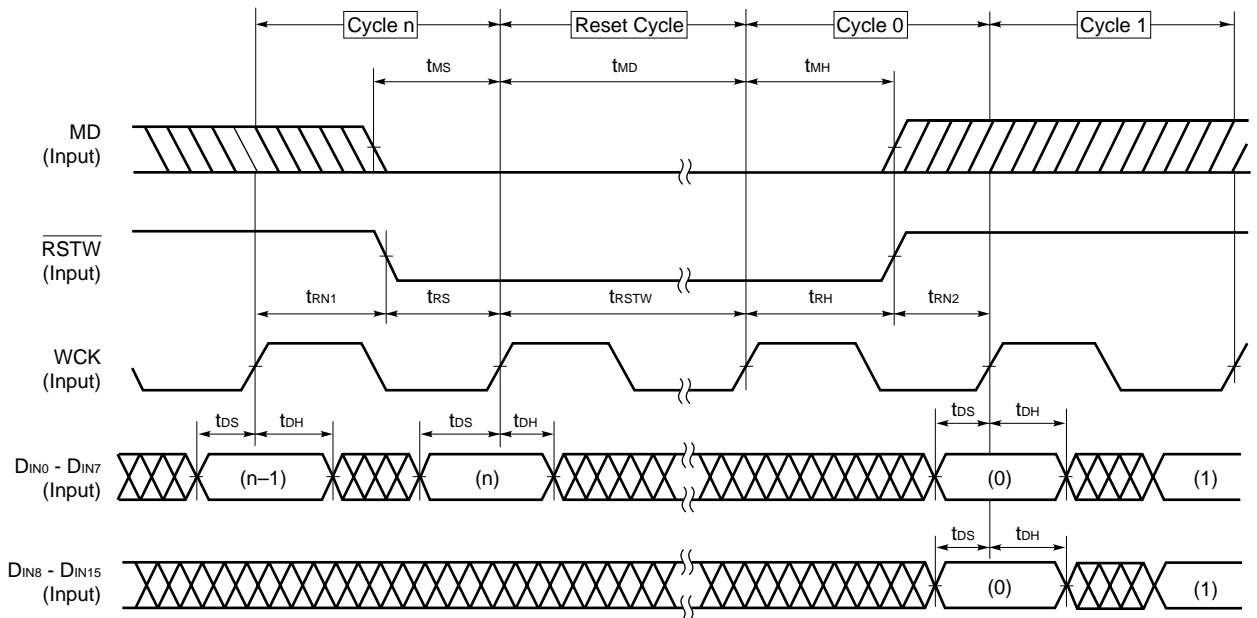 Cycle n Reset Cycle Cycle 0 Cycle 1
tMS tMD tMH
MD
(Input)
RSTW
(Input)
tRN1 tRS tRSTW tRH tRN2
WCK
(Input)
tDS tDH tDS tDH tDS tDH
DIN0 - DIN7
(Input)
(n–1) (n) (0) (1)
tDS tDH
DIN8 - DIN15
(Input)
(0) (1)